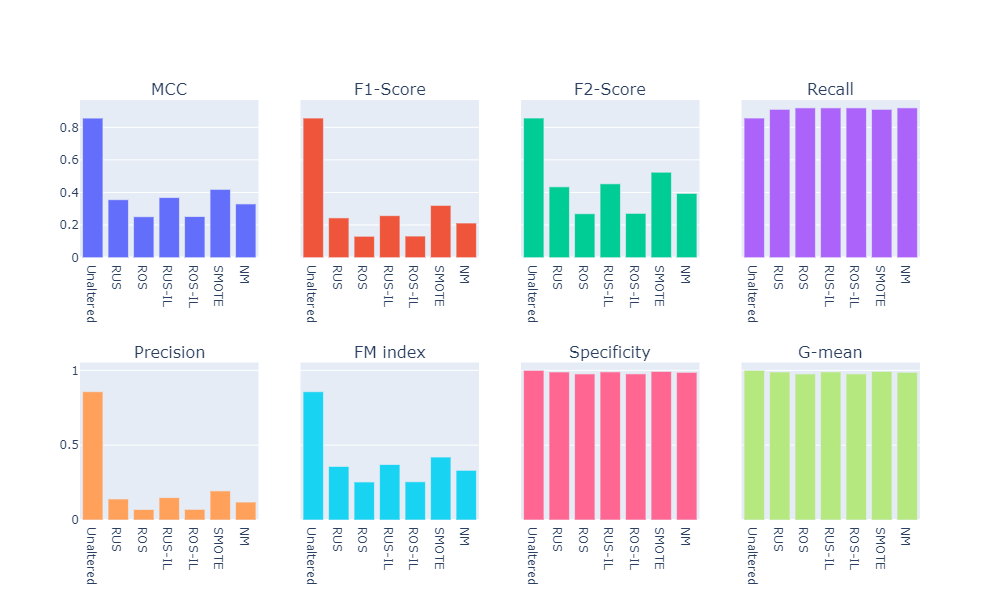 MCC
F1-Score
F2-Score
Recall
0.8
0.6
0.4
0.2
0
Unaltered
RUS
ROS
RUS-IL
ROS-IL
SMOTE
NM
Unaltered
RUS
ROS
RUS-IL
ROS-IL
SMOTE
NM
Unaltered
RUS
ROS
RUS-IL
ROS-IL
SMOTE
NM
Unaltered
RUS
ROS
RUS-IL
ROS-IL
SMOTE
NM
Precision
FM index
Specificity
G-mean
1
0.5
0
Unaltered
RUS
ROS
RUS-IL
ROS-IL
SMOTE
NM
Unaltered
RUS
ROS
RUS-IL
ROS-IL
SMOTE
NM
Unaltered
RUS
ROS
RUS-IL
ROS-IL
SMOTE
NM
Unaltered
RUS
ROS
RUS-IL
ROS-IL
SMOTE
NM